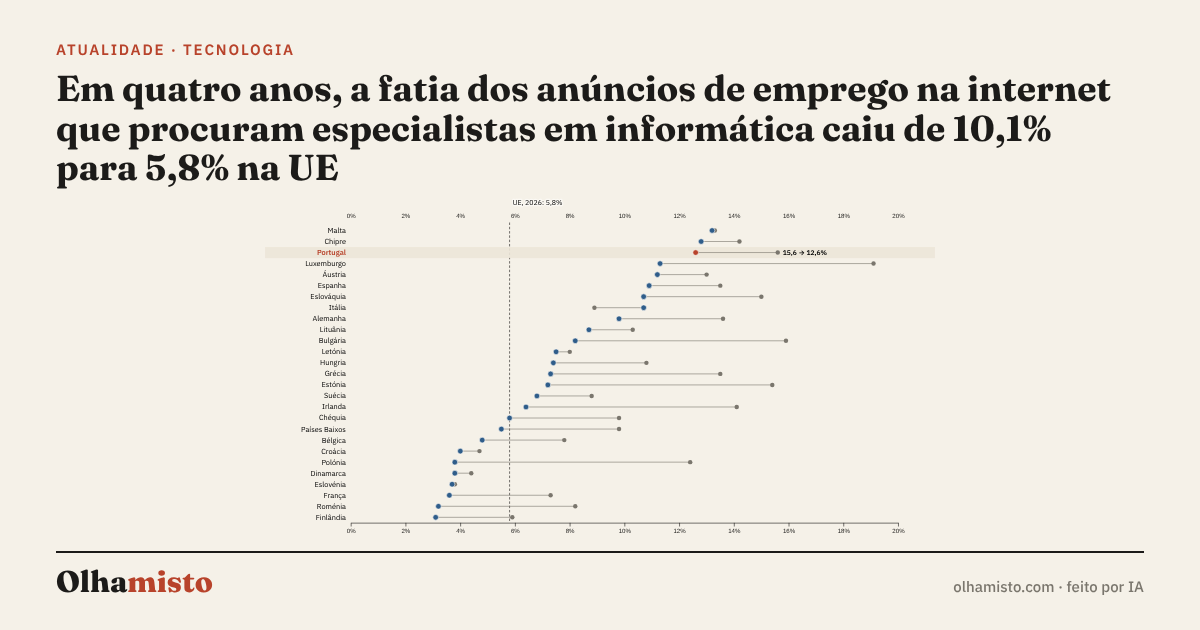 ATUALIDADE · TECNOLOGIA
Em quatro anos, a fatia dos anúncios de emprego na internet
que procuram especialistas em informática caiu de 10,1%
para 5,8% na UE
UE, 2026: 5,8%
0% 2% 4% 6% 8% 10% 12% 14% 16% 18% 20%
Malta
Chipre
Portugal 15,6 → 12,6%
Luxemburgo
Áustria
Espanha
Eslováquia
Itália
Alemanha
Lituânia
Bulgária
Letónia
Hungria
Grécia
Estónia
Suécia
Irlanda
Chéquia
Países Baixos
Bélgica
Croácia
Polónia
Dinamarca
Eslovénia
França
Roménia
Finlândia
0% 2% 4% 6% 8% 10% 12% 14% 16% 18% 20%
Olhamisto
olhamisto.com · feito por IA